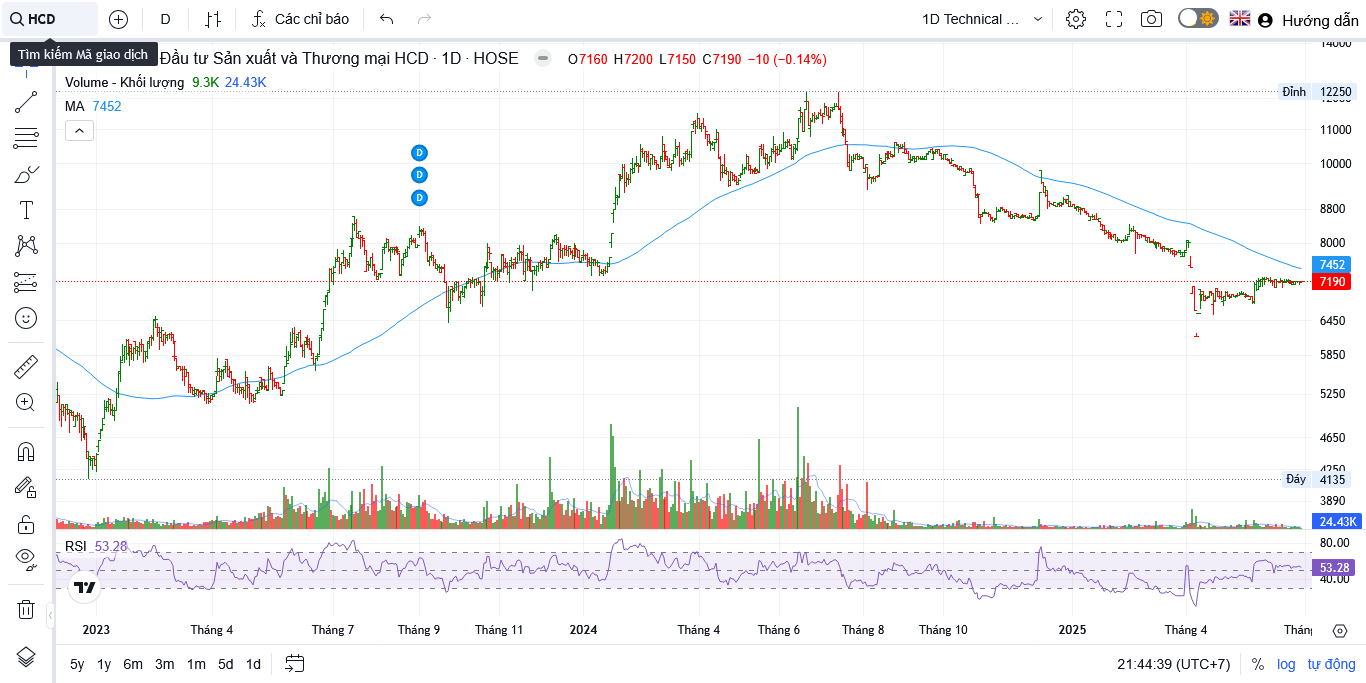 HCD
D
Các chỉ báo
1D Technical ...
Hướng dẫn
Tìm kiếm Mã giao dịch
Đầu tư Sản xuất và Thương mại HCD · 1D · HOSE
O7160 H7200 L7150 C7190 −10 (−0.14%)
Volume - Khối lượng 9.3K 24.43K
MA 7452
14000
Đỉnh 12250
12000
11000
D
10000
D
D
8800
8000
7452
7190
6450
5850
5250
4650
4250
Đáy 4135
3890
24.43K
RSI 53.28
80.00
53.28
40.00
2023 Tháng 4 Tháng 7 Tháng 9 Tháng 11 2024 Tháng 4 Tháng 6 Tháng 8 Tháng 10 2025 Tháng 4 Thán
5y 1y 6m 3m 1m 5d 1d
21:44:39 (UTC+7) % log tự động